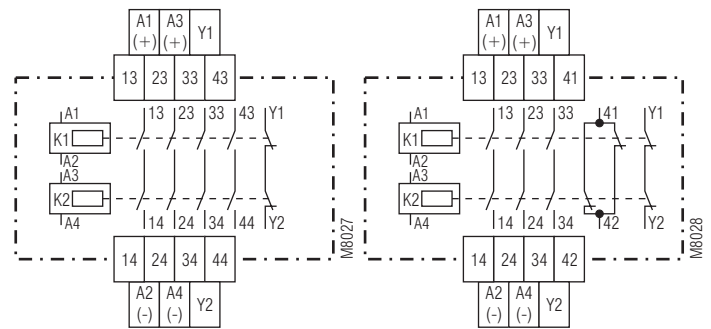 A1 A3 Y1
(+) (+)
13 23 33 43
A1 13 23 33 43 Y1
K1
A2
A3
K2
A4 14 24 34 44 Y2
14 24 34 44
A2 A4 Y2
(-) (-)
M8027
A1 A3 Y1
(+) (+)
13 23 33 41
A1 13 23 33 41 Y1
K1
A2
A3
K2
A4 14 24 34 42 Y2
14 24 34 42
A2 A4 Y2
(-) (-)
M8028